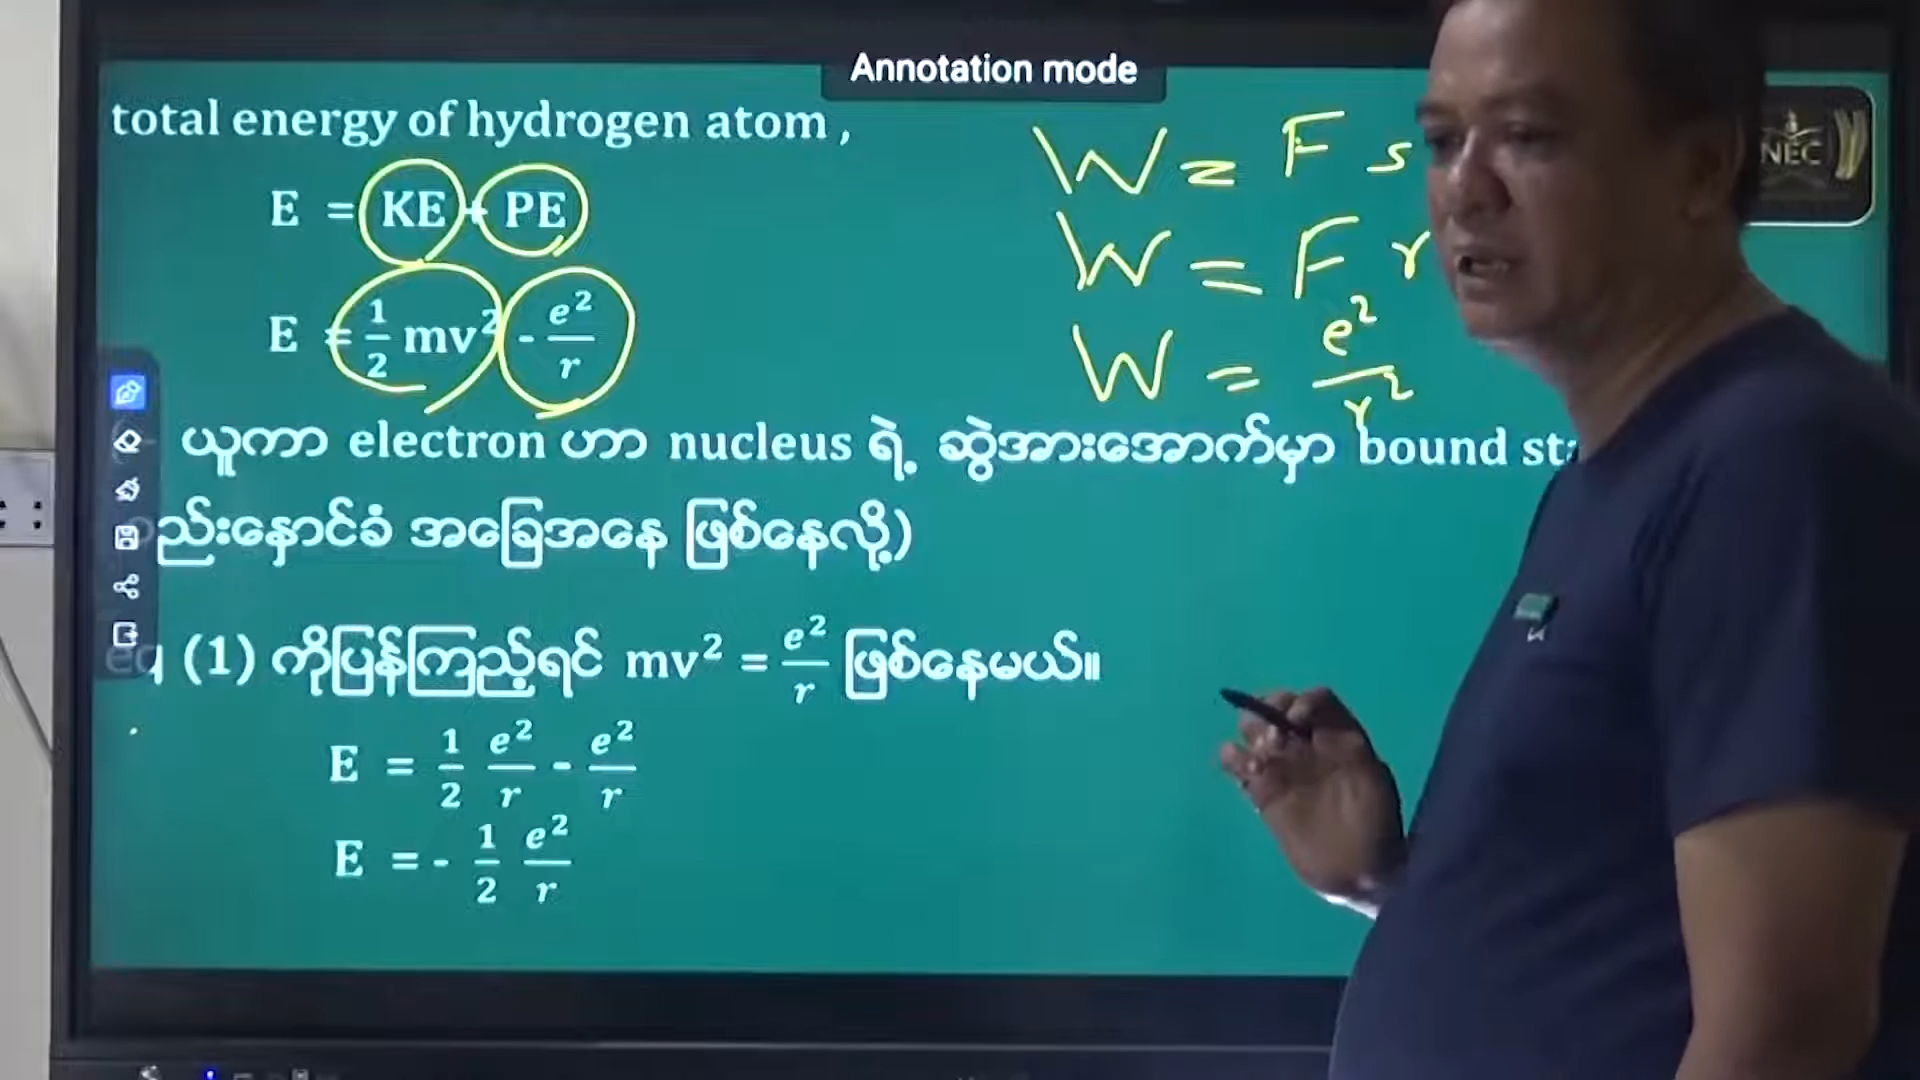 Annotation mode
total energy of hydrogen atom ,
E = KE + PE
E = 1/2 mv² - e²/r
ယူကာ electron ဟာ nucleus ရဲ့ ဆွဲအားအောက်မှာ bound
ည်းနှောင်ခံ အခြေအနေ ဖြစ်နေလို့)
(1) ကိုပြန်ကြည့်ရင် mv² = e²/r ဖြစ်နေမယ်။
E = 1/2 e²/r - e²/r
E = - 1/2 e²/r
W = F s
W = F r
W = e²/r²
NEC